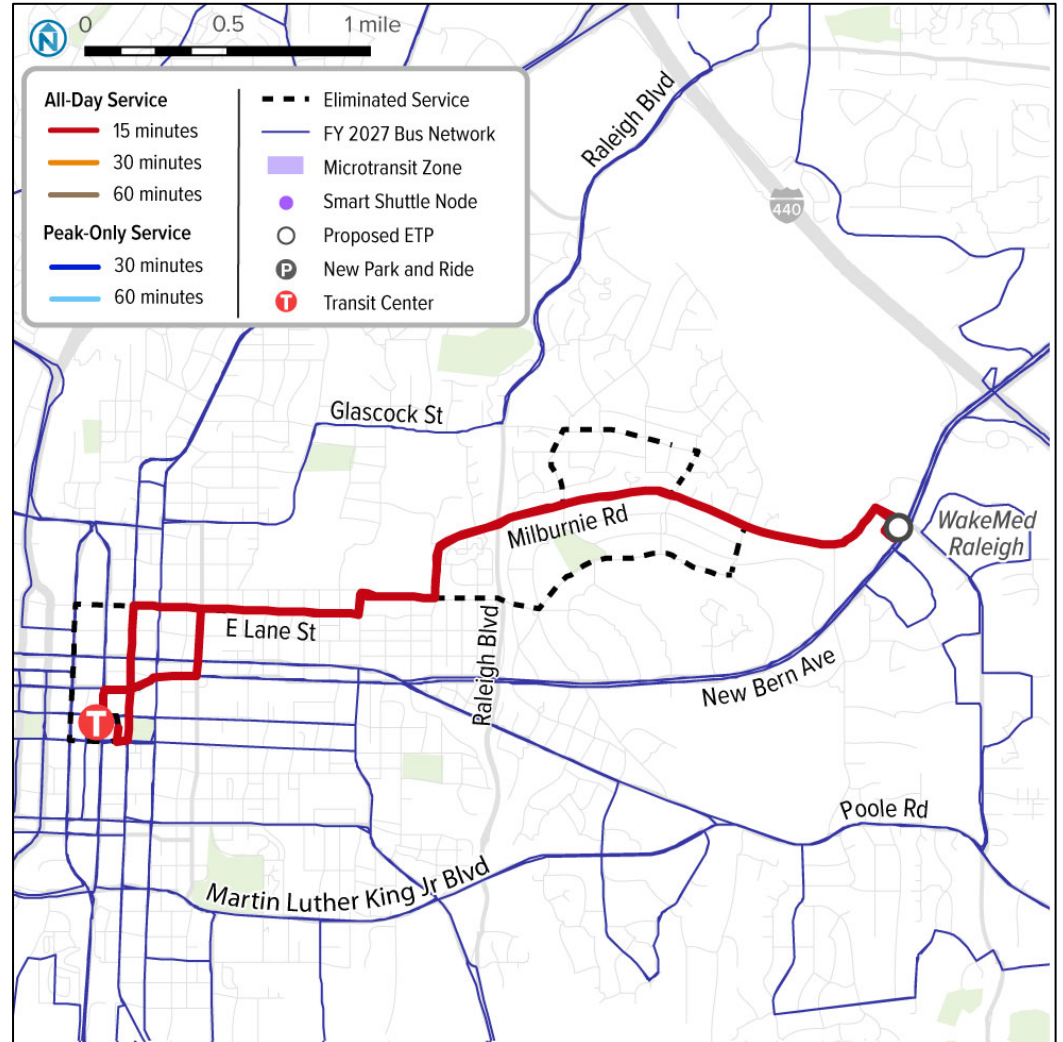 N
0 0.5 1 mile
All-Day Service
15 minutes
30 minutes
60 minutes
Peak-Only Service
30 minutes
60 minutes
Eliminated Service
FY 2027 Bus Network
Microtransit Zone
Smart Shuttle Node
Proposed ETP
P New Park and Ride
T Transit Center
Raleigh Blvd
440
Glascock St
Milburnie Rd
WakeMed
Raleigh
E Lane St
Raleigh Blvd
New Bern Ave
T
Poole Rd
Martin Luther King Jr Blvd